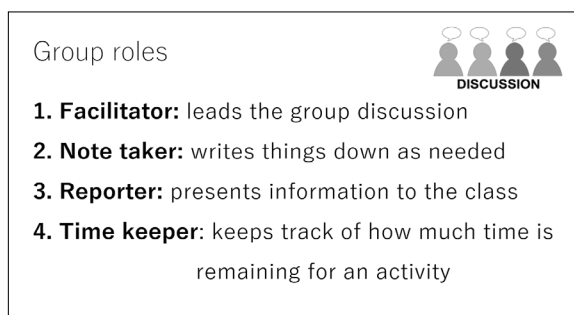 Group roles
DISCUSSION
1. Facilitator: leads the group discussion
2. Note taker: writes things down as needed
3. Reporter: presents information to the class
4. Time keeper: keeps track of how much time is
remaining for an activity